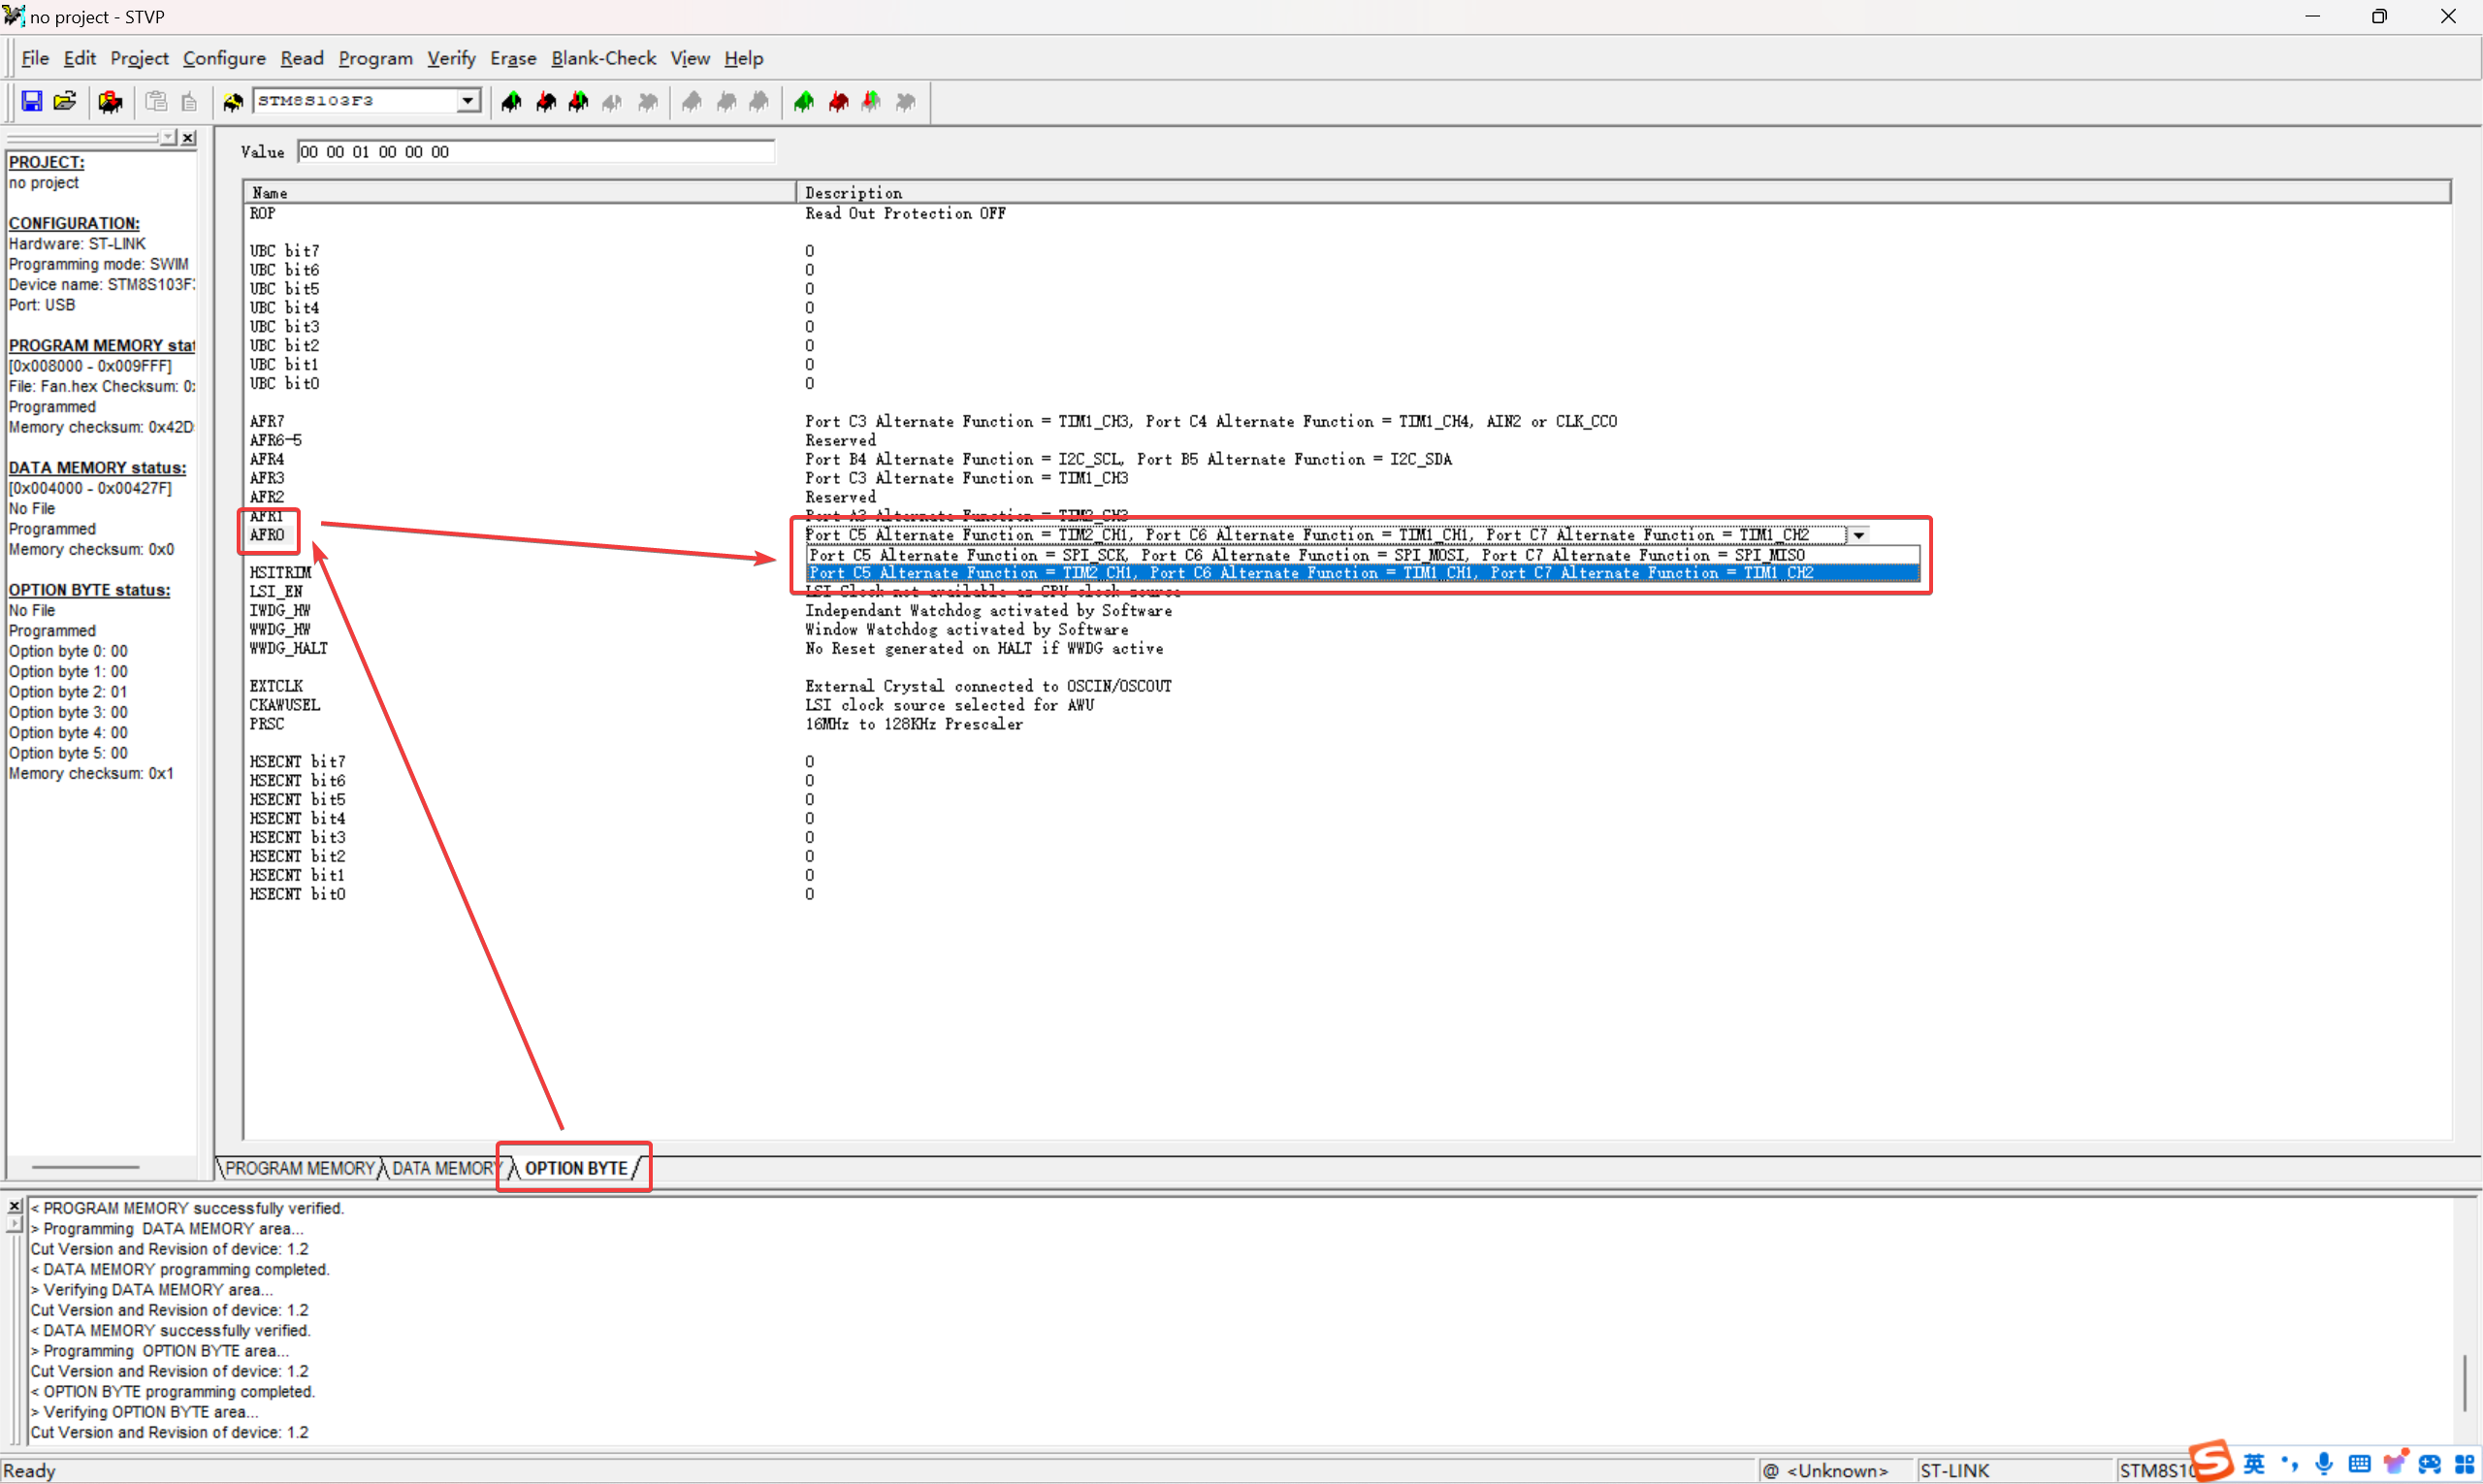 no project - STVP
File Edit Project Configure Read Program Verify Erase Blank-Check View Help
STM8S103F3
PROJECT:
no project
CONFIGURATION:
Hardware: ST-LINK
Programming mode: SWIM
Device name: STM8S103F
Port: USB
PROGRAM MEMORY stat
[0x008000 - 0x009FFF]
File: Fan.hex Checksum: 0
Programmed
Memory checksum: 0x42D
DATA MEMORY status:
[0x004000 - 0x00427F]
No File
Programmed
Memory checksum: 0x0
OPTION BYTE status:
No File
Programmed
Option byte 0: 00
Option byte 1: 00
Option byte 2: 01
Option byte 3: 00
Option byte 4: 00
Option byte 5: 00
Memory checksum: 0x1
Value 00 00 01 00 00 00
Name Description
ROP Read Out Protection OFF
UBC bit7 0
UBC bit6 0
UBC bit5 0
UBC bit4 0
UBC bit3 0
UBC bit2 0
UBC bit1 0
UBC bit0 0
AFR7 Port C3 Alternate Function = TIM1_CH3, Port C4 Alternate Function = TIM1_CH4, AIN2 or CLK_CCO
AFR6-5 Reserved
AFR4 Port B4 Alternate Function = I2C_SCL, Port B5 Alternate Function = I2C_SDA
AFR3 Port C3 Alternate Function = TIM1_CH3
AFR2 Reserved
AFR1 Port A3 Alternate Function = TIM2_CH3
AFR0 Port C5 Alternate Function = TIM2_CH1, Port C6 Alternate Function = TIM1_CH1, Port C7 Alternate Function = TIM1_CH2
Port C5 Alternate Function = SPI_SCK, Port C6 Alternate Function = SPI_MOSI, Port C7 Alternate Function = SPI_MISO
HSITRIM Port C5 Alternate Function = TIM2_CH1, Port C6 Alternate Function = TIM1_CH1, Port C7 Alternate Function = TIM1_CH2
LSI_EN LSI Clock not available as CPU clock source
IWDG_HW Independant Watchdog activated by Software
WWDG_HW Window Watchdog activated by Software
WWDG_HALT No Reset generated on HALT if WWDG active
EXTCLK External Crystal connected to OSCIN/OSCOUT
CKAWUSEL LSI clock source selected for AWU
PRSC 16MHz to 128KHz Prescaler
HSECNT bit7 0
HSECNT bit6 0
HSECNT bit5 0
HSECNT bit4 0
HSECNT bit3 0
HSECNT bit2 0
HSECNT bit1 0
HSECNT bit0 0
PROGRAM MEMORY DATA MEMORY OPTION BYTE
< PROGRAM MEMORY successfully verified.
> Programming DATA MEMORY area...
Cut Version and Revision of device: 1.2
< DATA MEMORY programming completed.
> Verifying DATA MEMORY area...
Cut Version and Revision of device: 1.2
< DATA MEMORY successfully verified.
> Programming OPTION BYTE area...
Cut Version and Revision of device: 1.2
< OPTION BYTE programming completed.
> Verifying OPTION BYTE area...
Cut Version and Revision of device: 1.2
Ready @ <Unknown> ST-LINK STM8S10 S 英